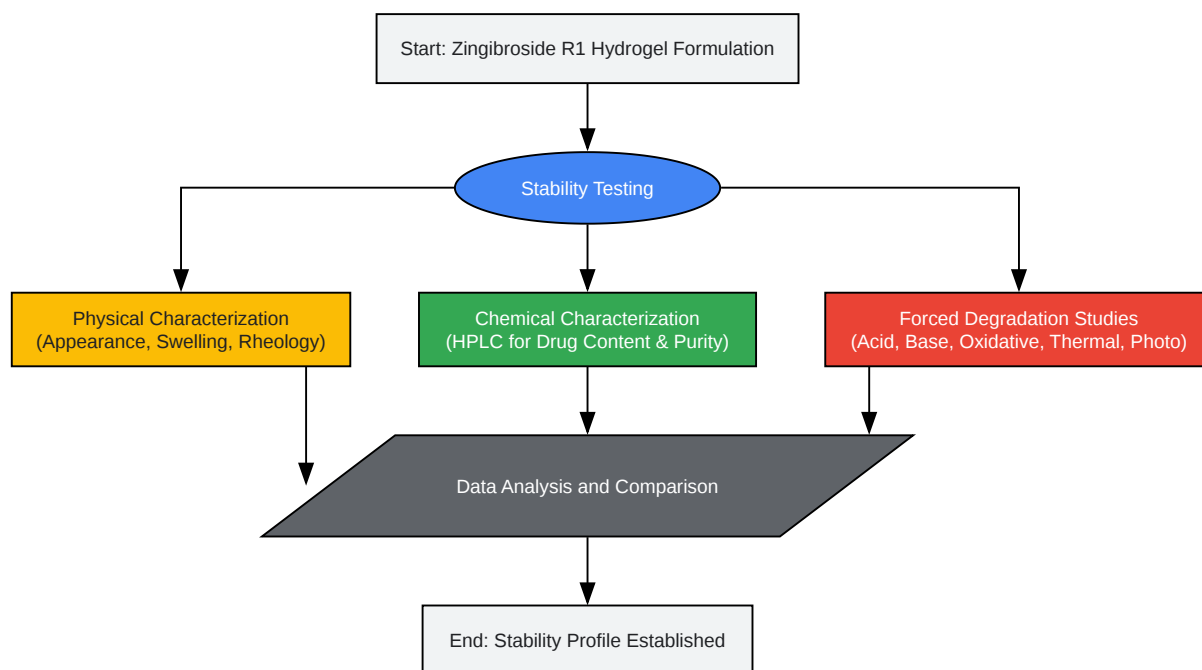 Start: Zingibroside R1 Hydrogel Formulation
Stability Testing
Physical Characterization
(Appearance, Swelling, Rheology)
Chemical Characterization
(HPLC for Drug Content & Purity)
Forced Degradation Studies
(Acid, Base, Oxidative, Thermal, Photo)
Data Analysis and Comparison
End: Stability Profile Established